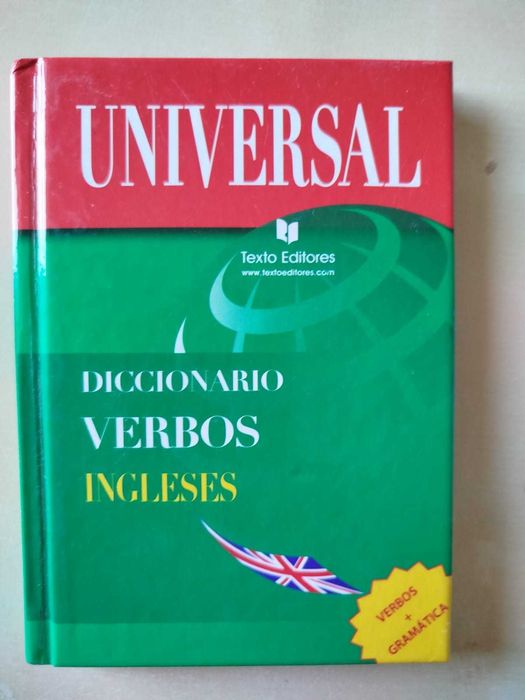 UNIVERSAL
Texto Editores
www.textoeditores.com
DICCIONARIO
VERBOS
INGLESES
VERBOS
+
GRAMÁTICA